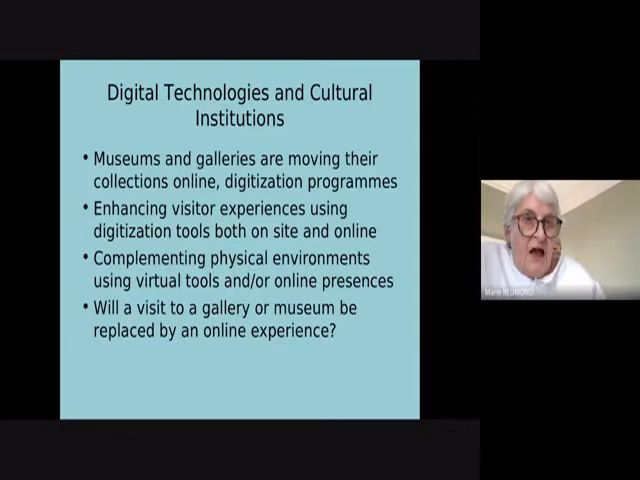 Digital Technologies and Cultural
Institutions
• Museums and galleries are moving their
collections online, digitization programmes
• Enhancing visitor experiences using
digitization tools both on site and online
• Complementing physical environments
using virtual tools and/or online presences
• Will a visit to a gallery or museum be
replaced by an online experience?
Marie REDMOND